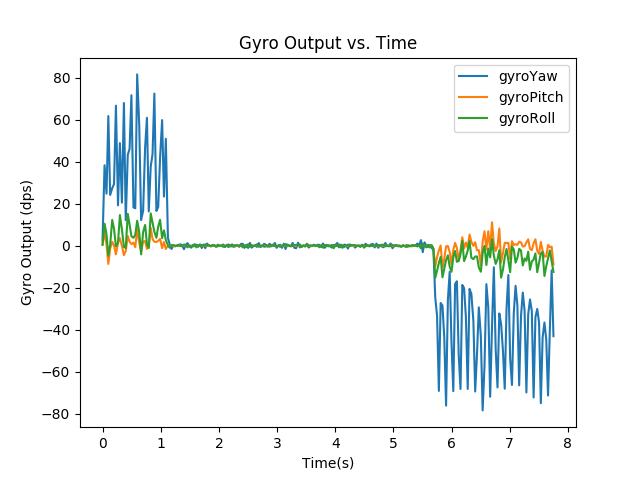 Gyro Output vs. Time
gyroYaw
gyroPitch
gyroRoll
80
60
40
20
0
−20
−40
−60
−80
Gyro Output (dps)
0 1 2 3 4 5 6 7 8
Time(s)